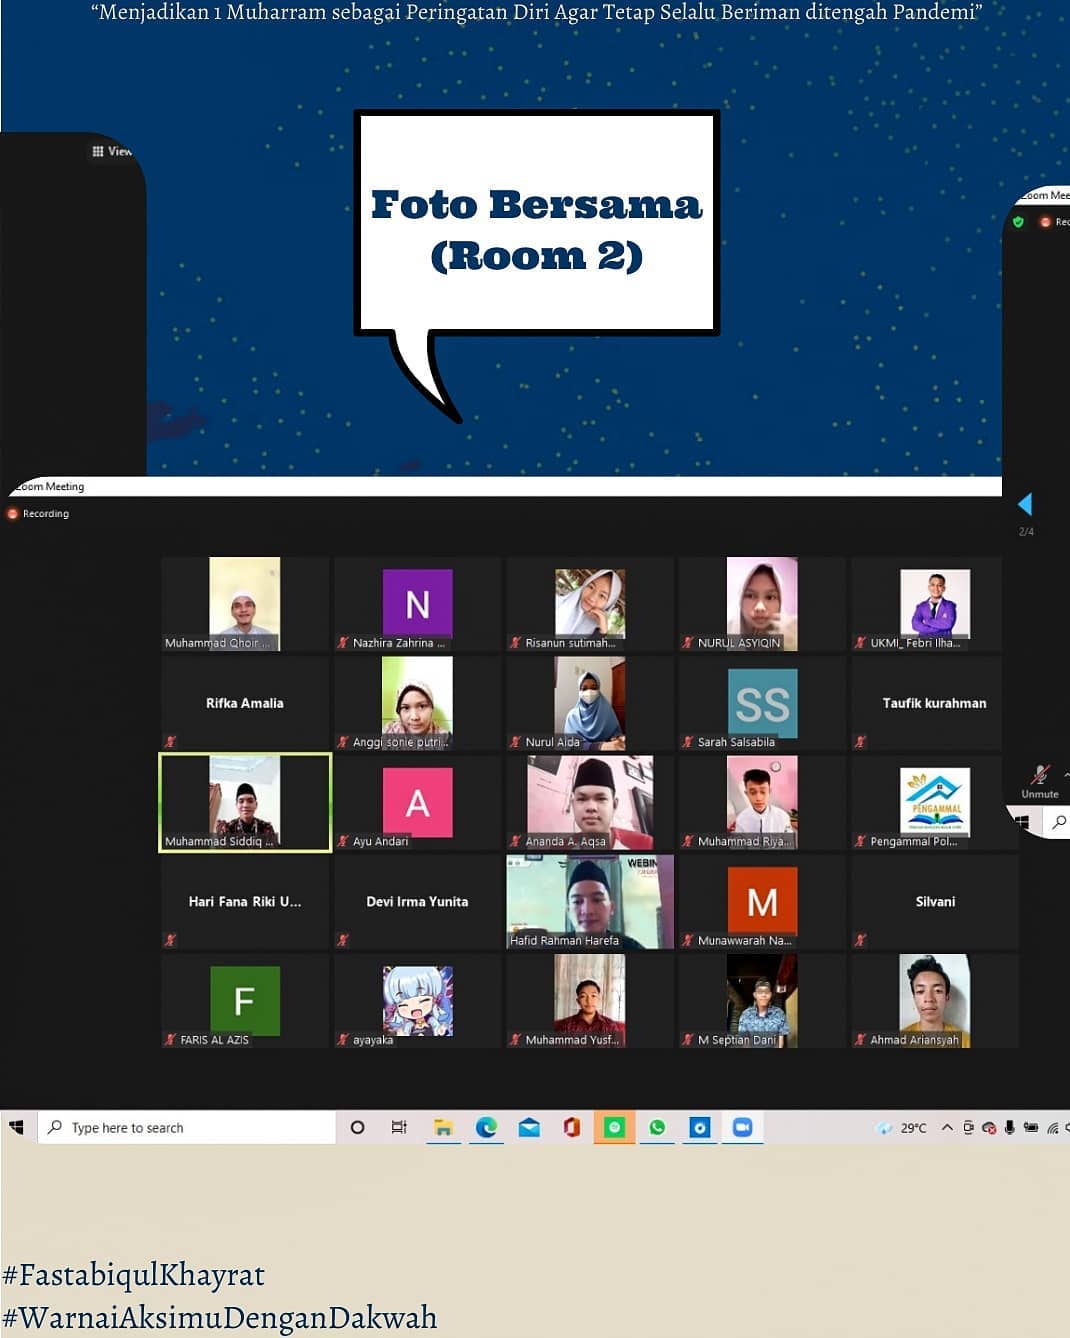 “Menjadikan 1 Muharram sebagai Peringatan Diri Agar Tetap Selalu Beriman ditengah Pandemi”
View
Foto Bersama
(Room 2)
Zoom Meeting
Recording
2/4
Muhammad Qhoir ...
Nazhira Zahrina ...
Risanun sutimah...
NURUL ASYIQIN
UKMI_ Febri Ilha...
Rifka Amalia
Anggi sonie putri...
Nurul Aida
SS
Sarah Salsabila
Taufik kurahman
Muhammad Siddiq ...
A
Ayu Andari
Ananda A. Aqsa
Muhammad Riya...
PENGAMMAL
Pengammal Pol...
Unmute
Hari Fana Riki U...
Devi Irma Yunita
WEBIN
Hafid Rahman Harefa
M
Munawwarah Na...
Silvani
F
FARIS AL AZIS
ayayaka
Muhammad Yusf...
M Septian Dani
Ahmad Ariansyah
N
Type here to search
29°C
#FastabiqulKhayrat
#WarnaiAksimuDenganDakwah